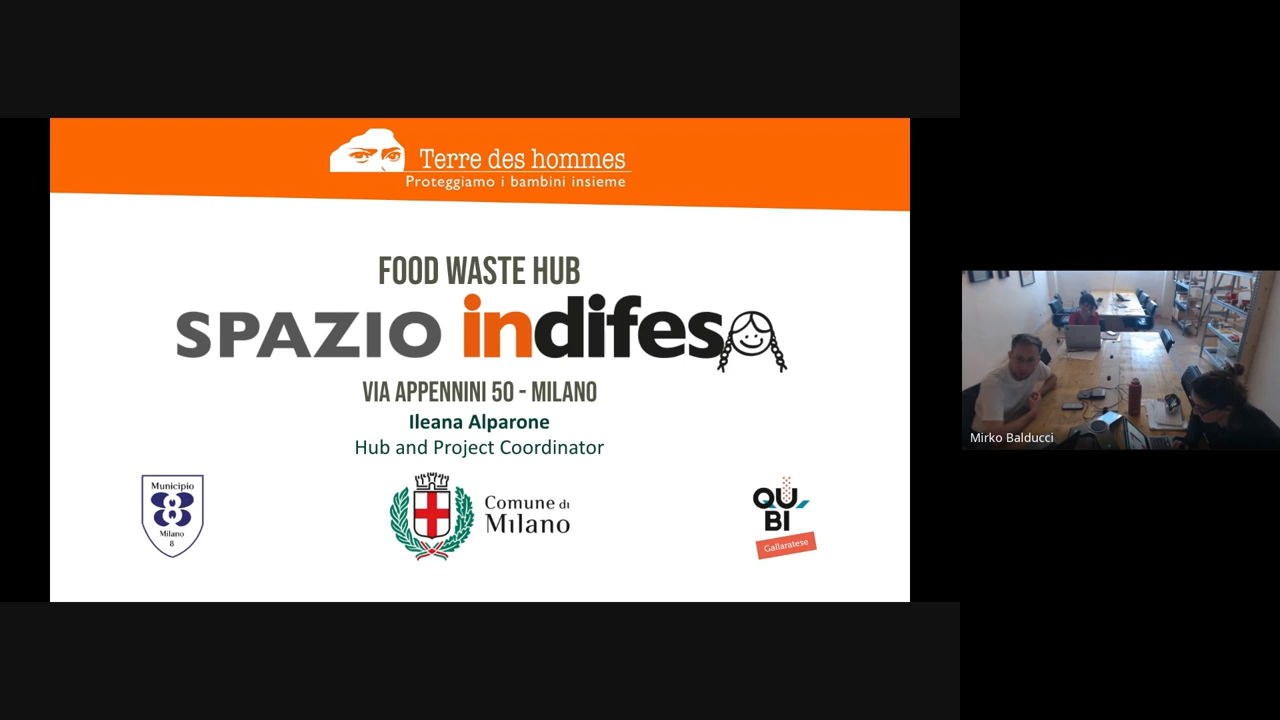 Terre des hommes
Proteggiamo i bambini insieme
FOOD WASTE HUB
SPAZIO indifesa
VIA APPENNINI 50 - MILANO
Ileana Alparone
Hub and Project Coordinator
Municipio
Milano
8
Comune di
Milano
QU
BI
Gallaratese
Mirko Balducci